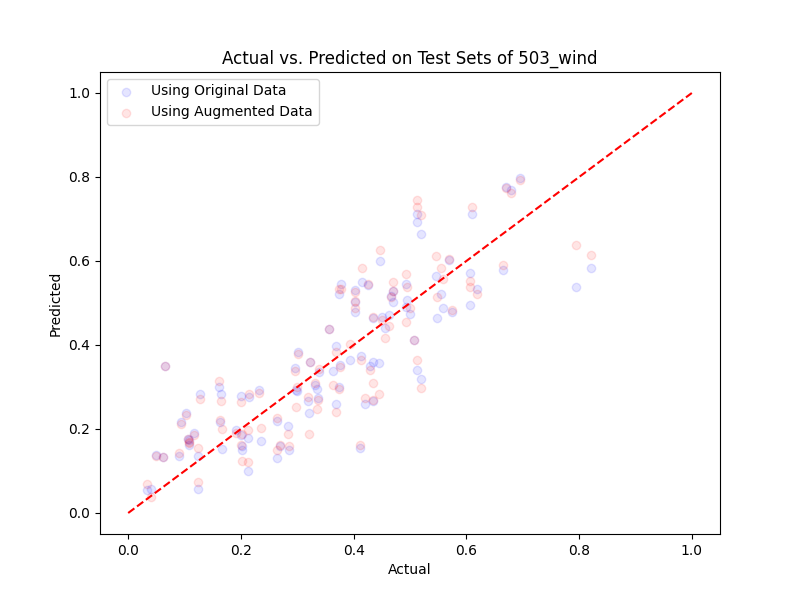 Actual vs. Predicted on Test Sets of 503_wind
Using Original Data
Using Augmented Data
Predicted
1.0
0.8
0.6
0.4
0.2
0.0
0.0 0.2 0.4 0.6 0.8 1.0
Actual